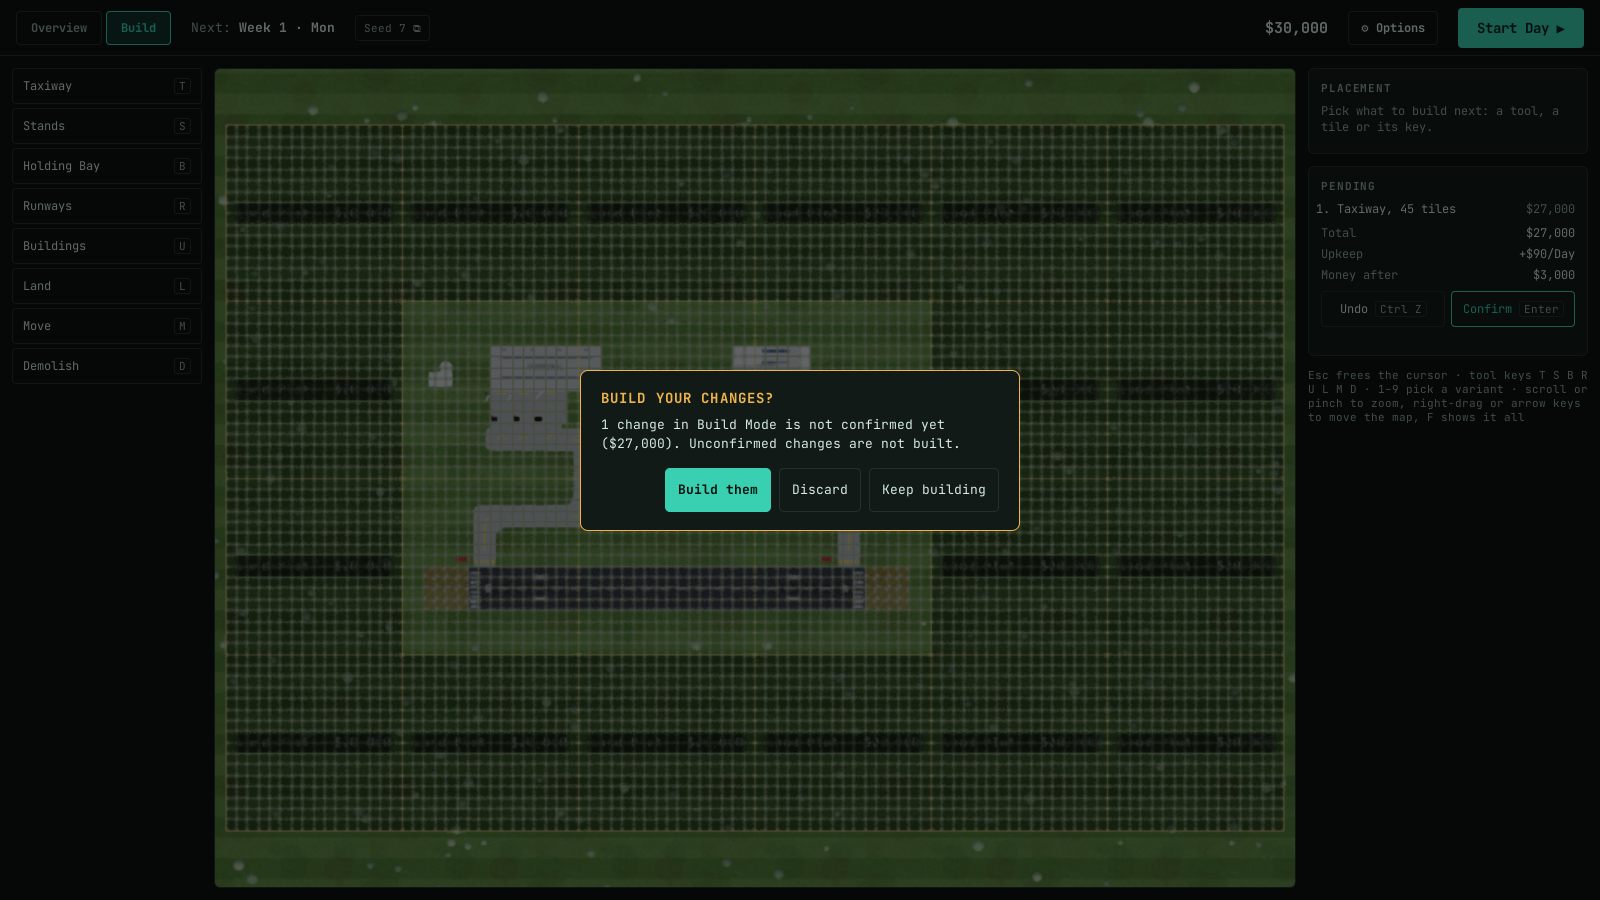 Overview Build Next: Week 1 · Mon Seed 7 $30,000 ⚙ Options Start Day ▶
Taxiway T
Stands S
Holding Bay B
Runways R
Buildings U
Land L
Move M
Demolish D
BUILD YOUR CHANGES?
1 change in Build Mode is not confirmed yet
($27,000). Unconfirmed changes are not built.
Build them Discard Keep building
PLACEMENT
Pick what to build next: a tool, a
tile or its key.
PENDING
1. Taxiway, 45 tiles $27,000
Total $27,000
Upkeep +$90/Day
Money after $3,000
Undo Ctrl Z Confirm Enter
Esc frees the cursor · tool keys T S B R
U L M D · 1-9 pick a variant · scroll or
pinch to zoom, right-drag or arrow keys
to move the map, F shows it all